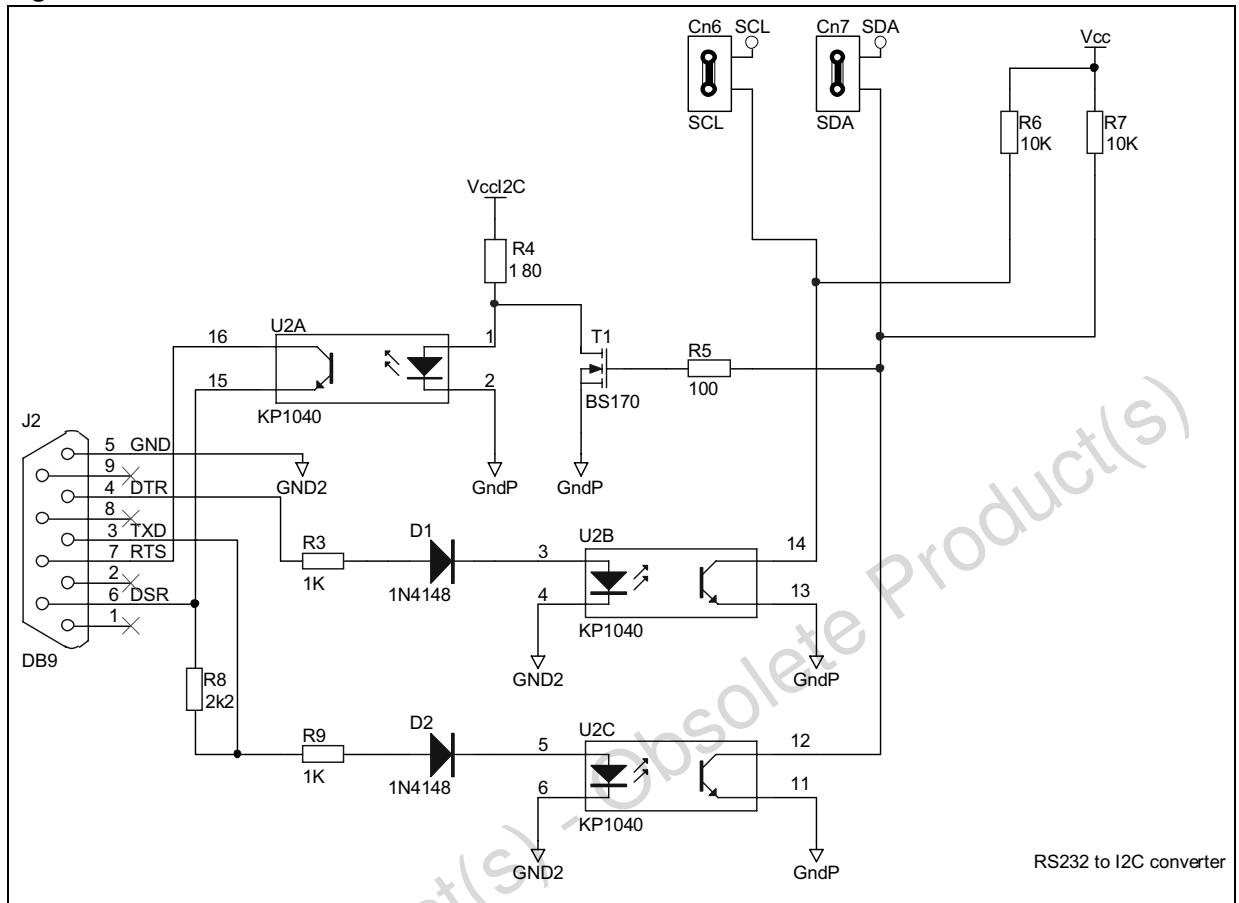 Cn6 SCL
SCL
Cn7 SDA
SDA
Vcc
R6
10K
R7
10K
VccI2C
R4
180
U2A
16
15
1
2
KP1040
T1
BS170
R5
100
GndP
GndP
J2
5 GND
9
4 DTR
8
3 TXD
7 RTS
2
6 DSR
1
DB9
GND2
R3
1K
D1
1N4148
3
4
U2B
14
13
KP1040
GND2
GndP
R8
2k2
R9
1K
D2
1N4148
5
6
U2C
12
11
KP1040
GND2
GndP
RS232 to I2C converter
ct(s) - Obsolete Product(s)